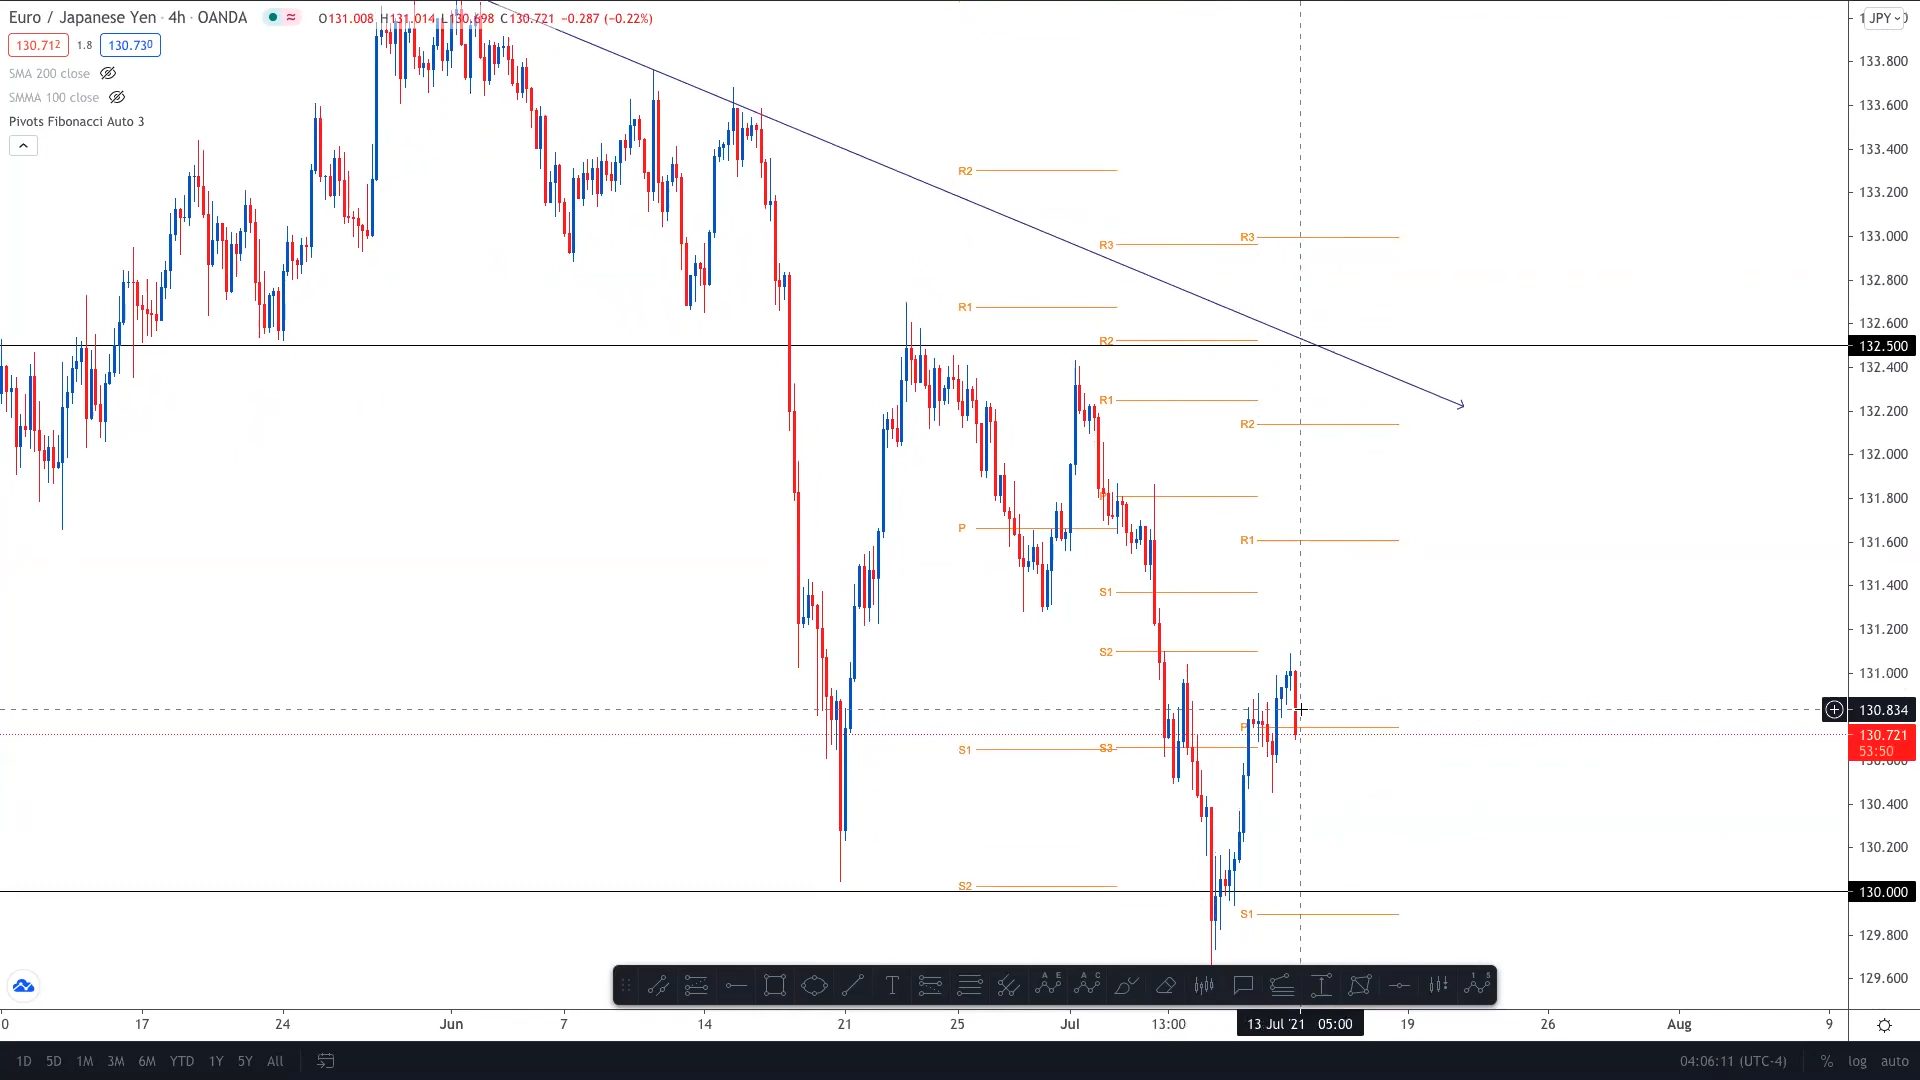 Euro / Japanese Yen · 4h · OANDA ≈ O131.008 H131.014 L130.698 C130.721 −0.287 (−0.22%)
JPY
130.712 1.8 130.730
SMA 200 close
SMMA 100 close
Pivots Fibonacci Auto 3
133.800
133.600
133.400
133.200
133.000
132.800
132.600
132.500
132.400
132.200
132.000
131.800
131.600
131.400
131.200
131.000
130.834
130.721
53:50
130.400
130.200
130.000
129.800
129.600
R2
R1
P
S1
S2
R3
R2
R1
P
S1
S2
S3
R3
R2
R1
P
S1
T
A E
A C
1 5
0 17 24 Jun 7 14 21 25 Jul 13:00 13 Jul '21 05:00 19 26 Aug 9
1D 5D 1M 3M 6M YTD 1Y 5Y All 04:06:11 (UTC-4) % log auto